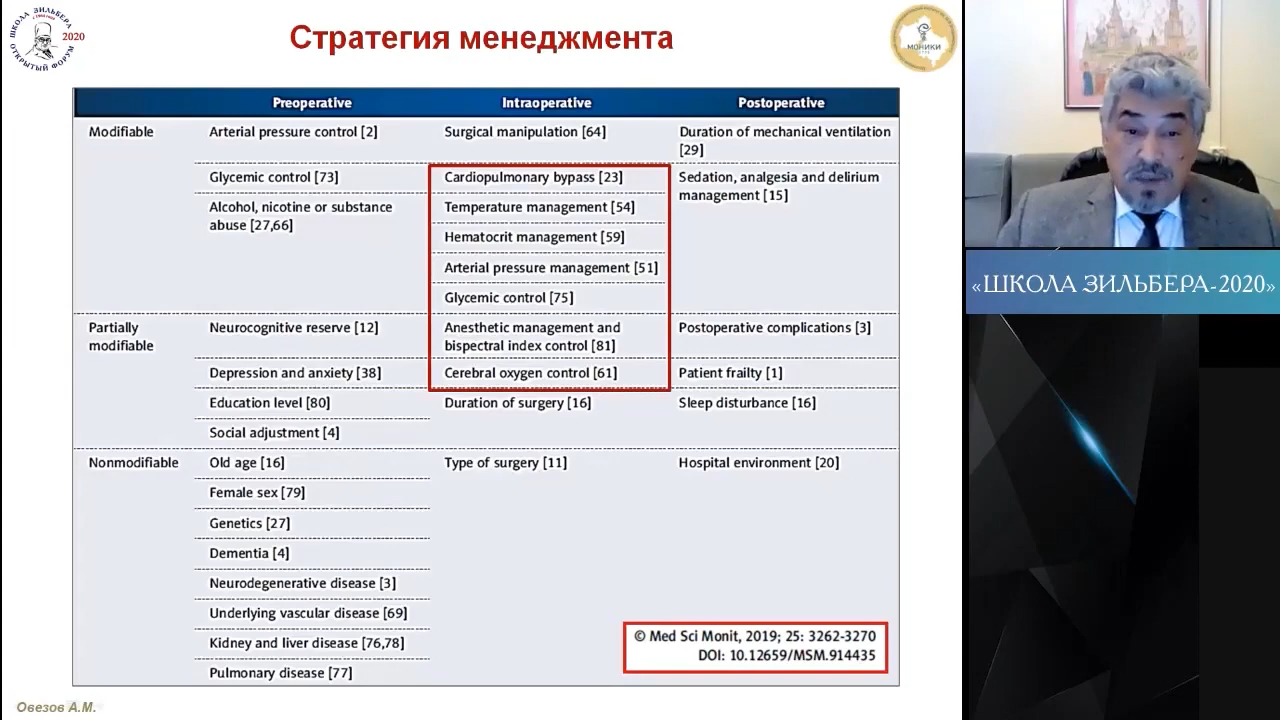 ШКОЛА ЗИЛЬБЕРА
ОТКРЫТЫЙ ФОРУМ
2020
Стратегия менеджмента
МОНИКИ
Preoperative Intraoperative Postoperative
Modifiable Arterial pressure control [2] Surgical manipulation [64] Duration of mechanical ventilation
[29]
Glycemic control [73] Cardiopulmonary bypass [23] Sedation, analgesia and delirium
management [15]
Alcohol, nicotine or substance Temperature management [54]
abuse [27,66]
Hematocrit management [59]
Arterial pressure management [51]
Glycemic control [75]
Partially Neurocognitive reserve [12] Anesthetic management and Postoperative complications [3]
modifiable bispectral index control [81]
Depression and anxiety [38] Cerebral oxygen control [61] Patient frailty [1]
Education level [80] Duration of surgery [16] Sleep disturbance [16]
Social adjustment [4]
Nonmodifiable Old age [16] Type of surgery [11] Hospital environment [20]
Female sex [79]
Genetics [27]
Dementia [4]
Neurodegenerative disease [3]
Underlying vascular disease [69]
Kidney and liver disease [76,78]
Pulmonary disease [77]
© Med Sci Monit, 2019; 25: 3262-3270
DOI: 10.12659/MSM.914435
Овезов А.М.
«ШКОЛА ЗИЛЬБЕРА-2020»